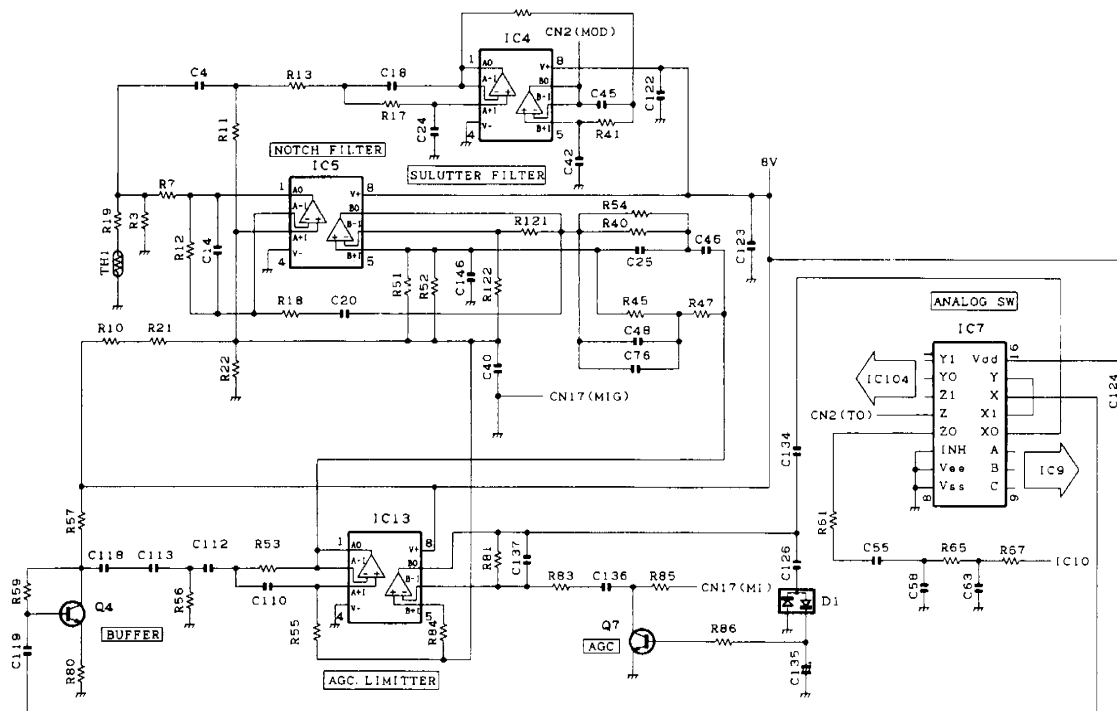 CN2(MOD)
IC4
1 A0 V+ 8
A-I B0
B-I
A+I
4 V- B+I 5
C4
R13
C18
R17
C24
C45
R41
C42
C122
R11
SULUTTER FILTER
NOTCH FILTER
IC5
1 A0 V+ 8
A-I B0
B-I
A+I
4 V- B+I 5
8V
R7
R19
R3
TH1
R12
C14
R18
C20
R51
R52
C146
R122
R121
R54
R40
C25
C46
C123
R45
R47
C48
C76
R10
R21
R22
C40
CN17(MIG)
ANALOG SW
IC7
16
Y1 Vdd
Y0 Y
Z1 X
Z X1
Z0 X0
INH A
Vee B
Vss C
8 9
IC104
CN2(TO)
IC9
C124
C134
R61
C55
R65
R67
IC10
C58
C63
R57
C118
C113
C112
R53
R59
R56
C110
Q4
BUFFER
C119
R80
R55
IC13
1 A0 V+ 8
A-I B0
B-I
A+I
4 V- B+I 5
R84
AGC. LIMITTER
R81
C137
R83
C136
R85
CN17(MI)
C126
D1
Q7
AGC
R86
C135